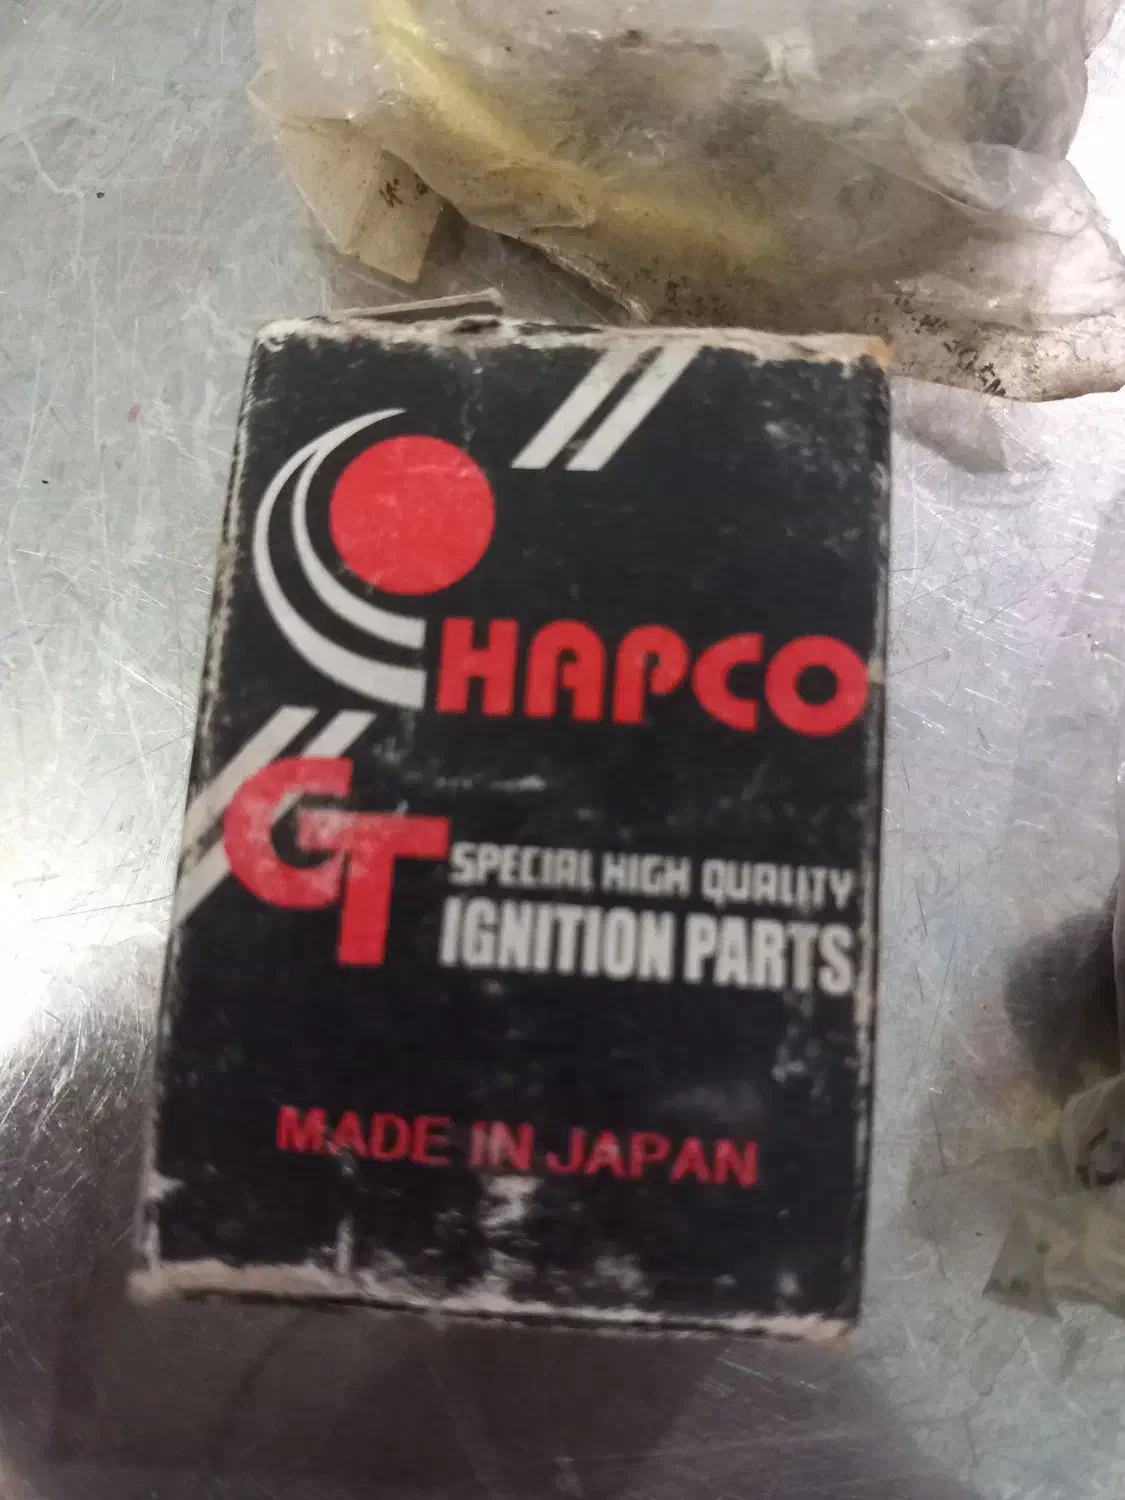 HAPCO
GT
SPECIAL HIGH QUALITY
IGNITION PARTS
MADE IN JAPAN